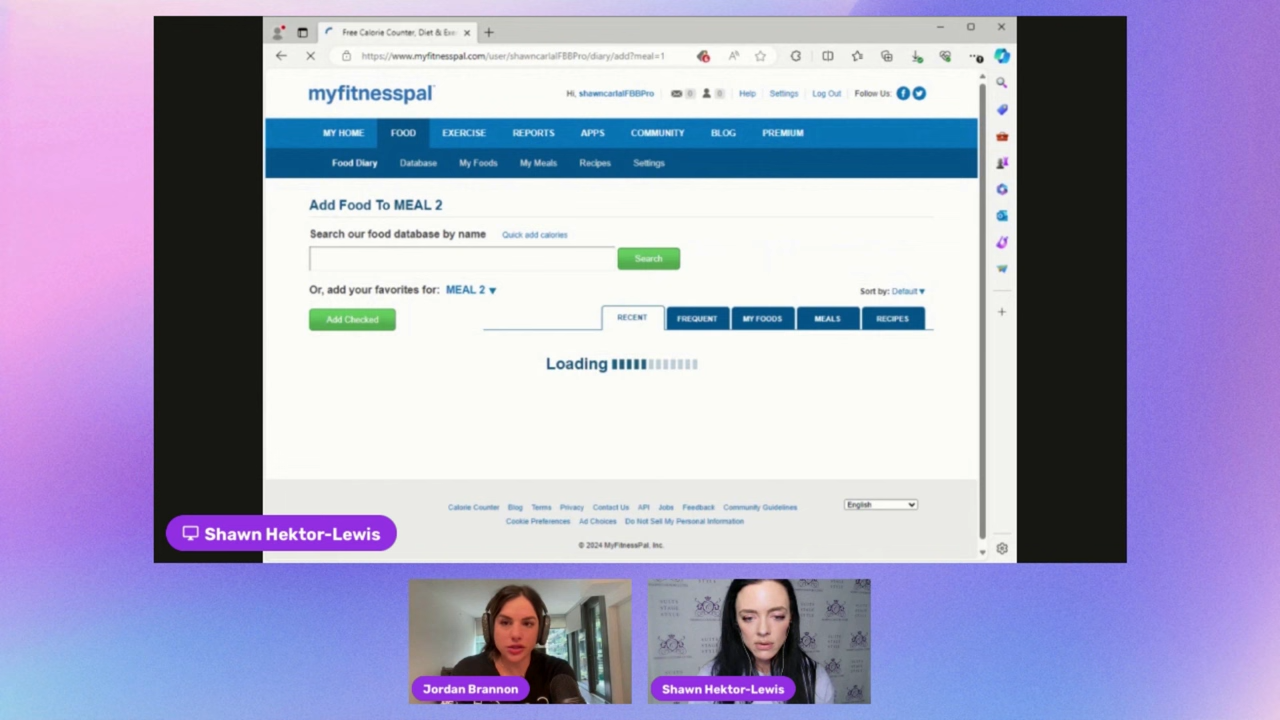 Free Calorie Counter, Diet & Exe
https://www.myfitnesspal.com/user/shawncarlaIFBBPro/diary/add?meal=1
myfitnesspal
Hi, shawncarlaIFBBPro 0 0 Help Settings Log Out Follow Us:
MY HOME FOOD EXERCISE REPORTS APPS COMMUNITY BLOG PREMIUM
Food Diary Database My Foods My Meals Recipes Settings
Add Food To MEAL 2
Search our food database by name Quick add calories
Search
Or, add your favorites for: MEAL 2 Sort by: Default
Add Checked RECENT FREQUENT MY FOODS MEALS RECIPES
Loading
Calorie Counter Blog Terms Privacy Contact Us API Jobs Feedback Community Guidelines English
Cookie Preferences Ad Choices Do Not Sell My Personal Information
© 2024 MyFitnessPal, Inc.
Shawn Hektor-Lewis
Jordan Brannon
Shawn Hektor-Lewis